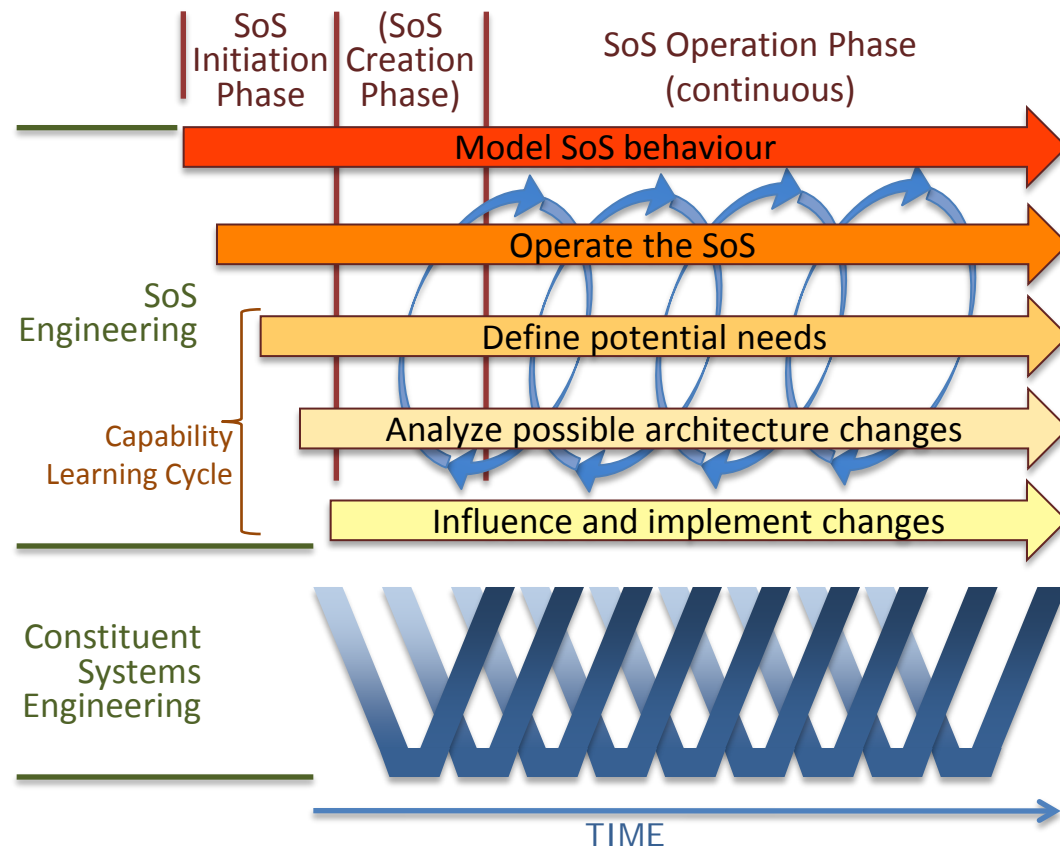 SoS
Initiation
Phase
(SoS
Creation
Phase)
SoS Operation Phase
(continuous)
Model SoS behaviour
Operate the SoS
SoS
Engineering
Define potential needs
Capability
Learning Cycle
Analyze possible architecture changes
Influence and implement changes
Constituent
Systems
Engineering
TIME